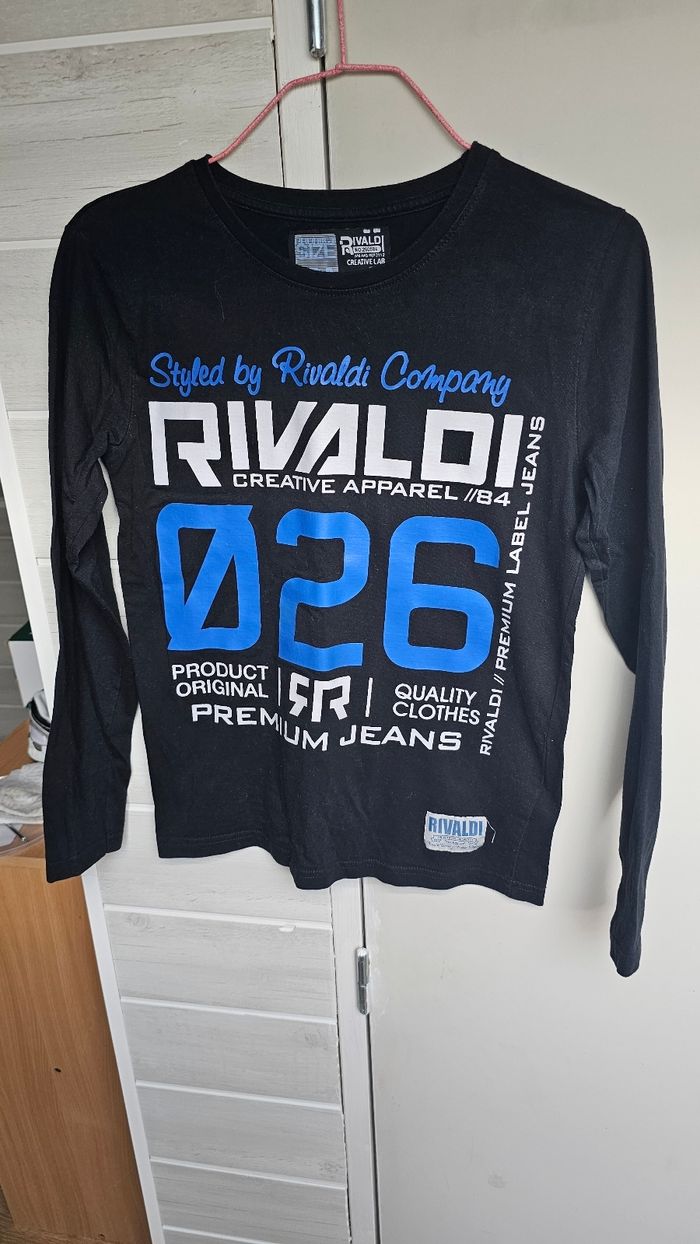 SIZE
RIVALDI
CREATIVE LAB
Styled by Rivaldi Company
RIVALDI
CREATIVE APPAREL //84
Ø26
PRODUCT
ORIGINAL
RR
QUALITY
CLOTHES
PREMIUM JEANS
RIVALDI // PREMIUM LABEL JEANS
RIVALDI